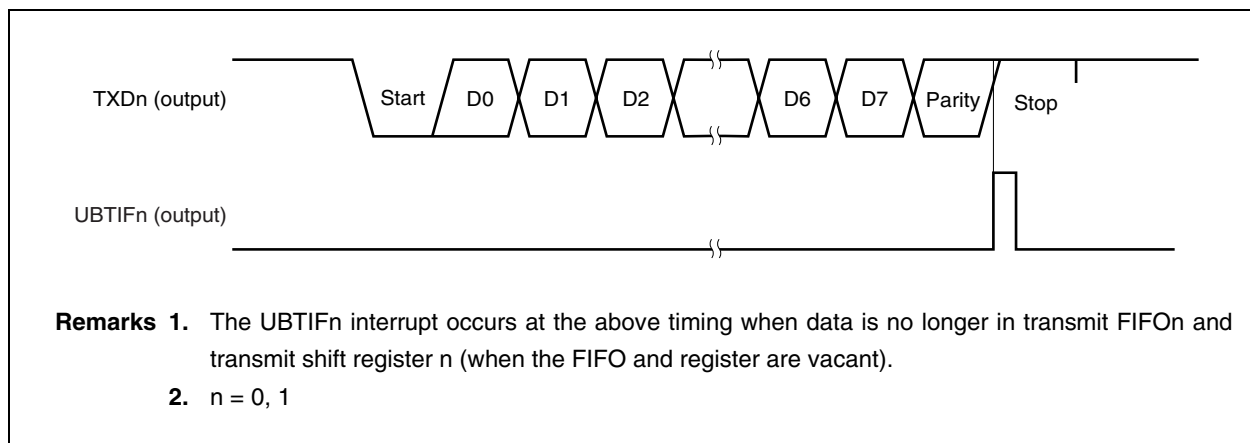 TXDn (output) Start D0 D1 D2 D6 D7 Parity Stop
UBTIFn (output)
Remarks 1. The UBTIFn interrupt occurs at the above timing when data is no longer in transmit FIFOn and
transmit shift register n (when the FIFO and register are vacant).
2. n = 0, 1